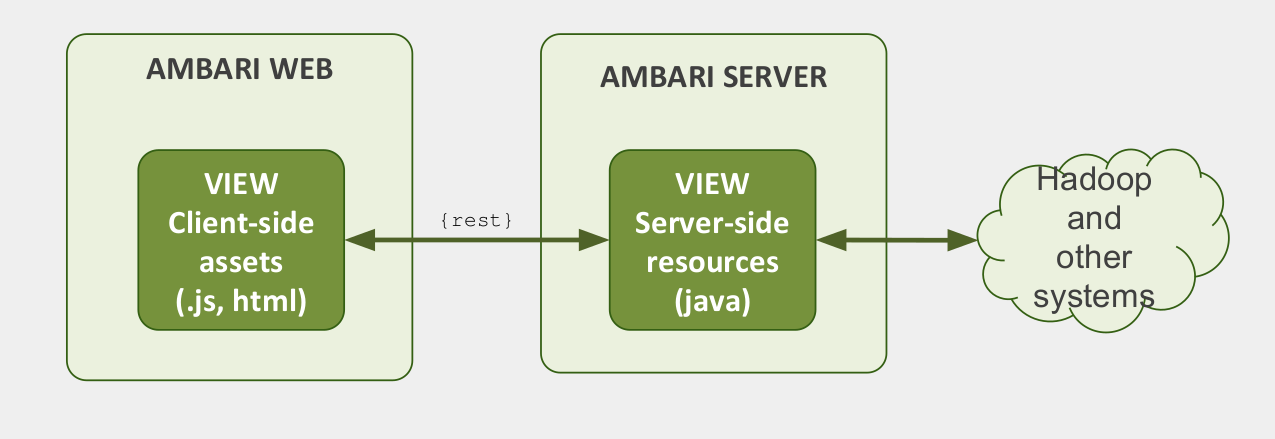 AMBARI WEB
VIEW
Client-side
assets
(.js, html)
{rest}
AMBARI SERVER
VIEW
Server-side
resources
(java)
Hadoop
and
other
systems